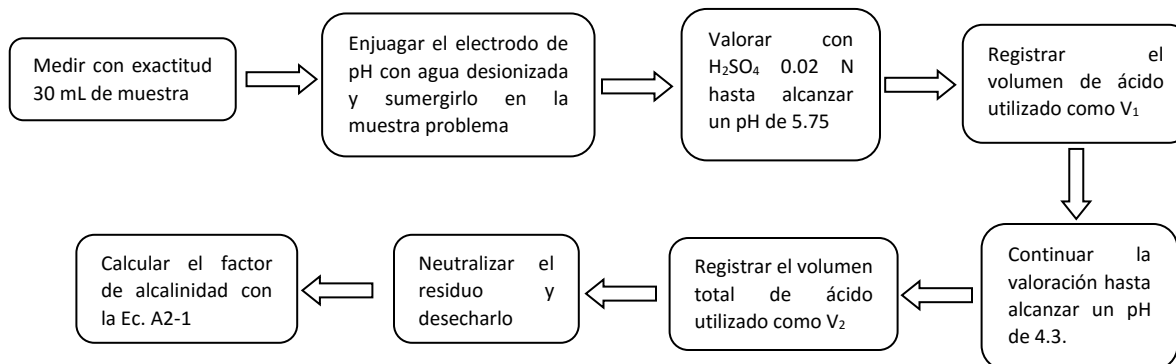 Medir con exactitud
30 mL de muestra
Enjuagar el electrodo de
pH con agua desionizada
y sumergirlo en la
muestra problema
Valorar con
H₂SO₄ 0.02 N
hasta alcanzar
un pH de 5.75
Registrar el
volumen de ácido
utilizado como V₁
Continuar la
valoración hasta
alcanzar un pH
de 4.3.
Registrar el volumen
total de ácido
utilizado como V₂
Neutralizar el
residuo y
desecharlo
Calcular el factor
de alcalinidad con
la Ec. A2-1